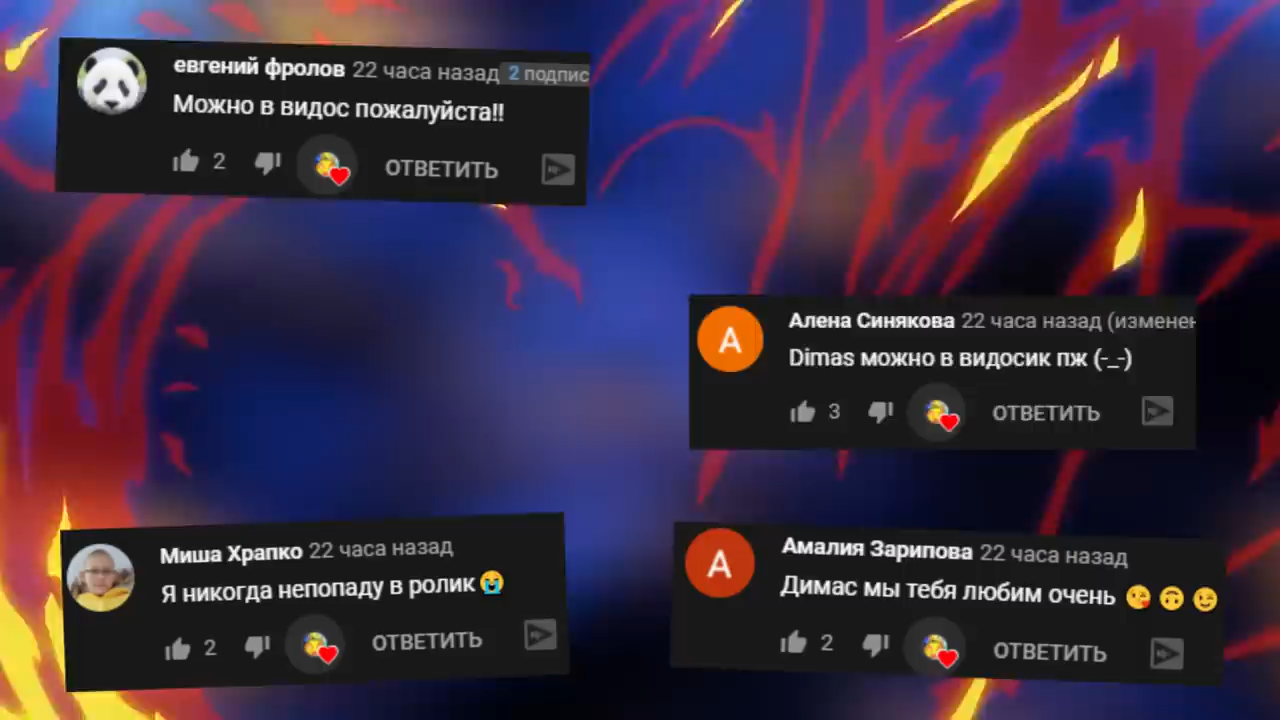 евгений фролов 22 часа назад 2 подпис
Можно в видос пожалуйста!!
2 ОТВЕТИТЬ
А
Алена Синякова 22 часа назад (изменен
Dimas можно в видосик пж (-_-)
3 ОТВЕТИТЬ
Миша Храпко 22 часа назад
Я никогда непопаду в ролик😭
2 ОТВЕТИТЬ
А
Амалия Зарипова 22 часа назад
Димас мы тебя любим очень 😘🙃😉
2 ОТВЕТИТЬ